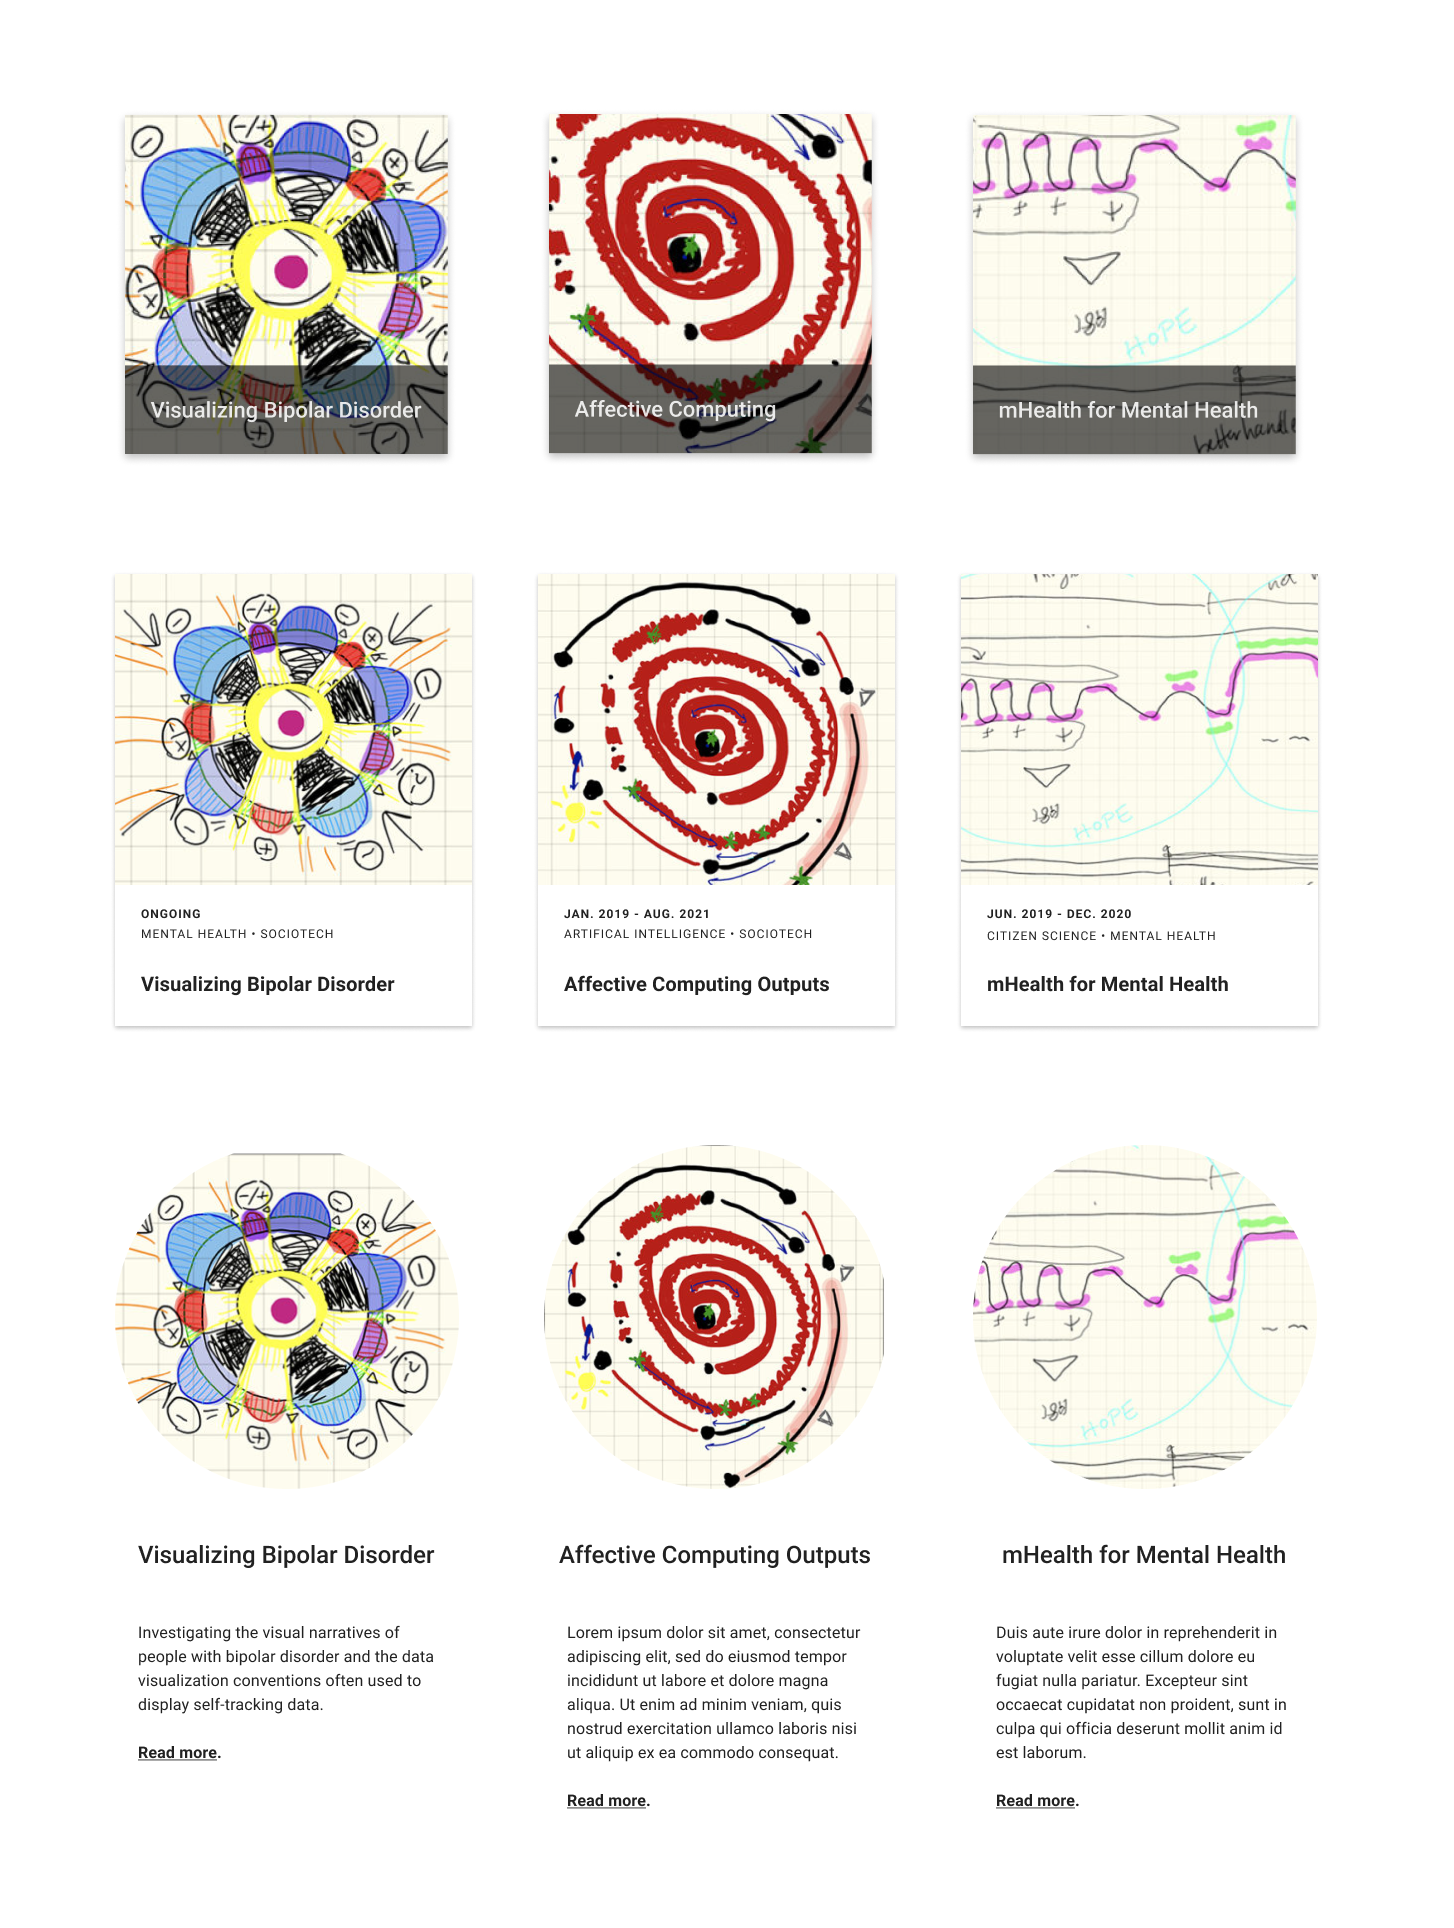 Visualizing Bipolar Disorder
Affective Computing
HOPE
mHealth for Mental Health
betterhandle
ONGOING
MENTAL HEALTH • SOCIOTECH
Visualizing Bipolar Disorder
JAN. 2019 - AUG. 2021
ARTIFICAL INTELLIGENCE • SOCIOTECH
Affective Computing Outputs
HOPE
JUN. 2019 - DEC. 2020
CITIZEN SCIENCE • MENTAL HEALTH
mHealth for Mental Health
HOPE
Visualizing Bipolar Disorder
Investigating the visual narratives of
people with bipolar disorder and the data
visualization conventions often used to
display self-tracking data.
Read more.
Affective Computing Outputs
Lorem ipsum dolor sit amet, consectetur
adipiscing elit, sed do eiusmod tempor
incididunt ut labore et dolore magna
aliqua. Ut enim ad minim veniam, quis
nostrud exercitation ullamco laboris nisi
ut aliquip ex ea commodo consequat.
Read more.
mHealth for Mental Health
Duis aute irure dolor in reprehenderit in
voluptate velit esse cillum dolore eu
fugiat nulla pariatur. Excepteur sint
occaecat cupidatat non proident, sunt in
culpa qui officia deserunt mollit anim id
est laborum.
Read more.